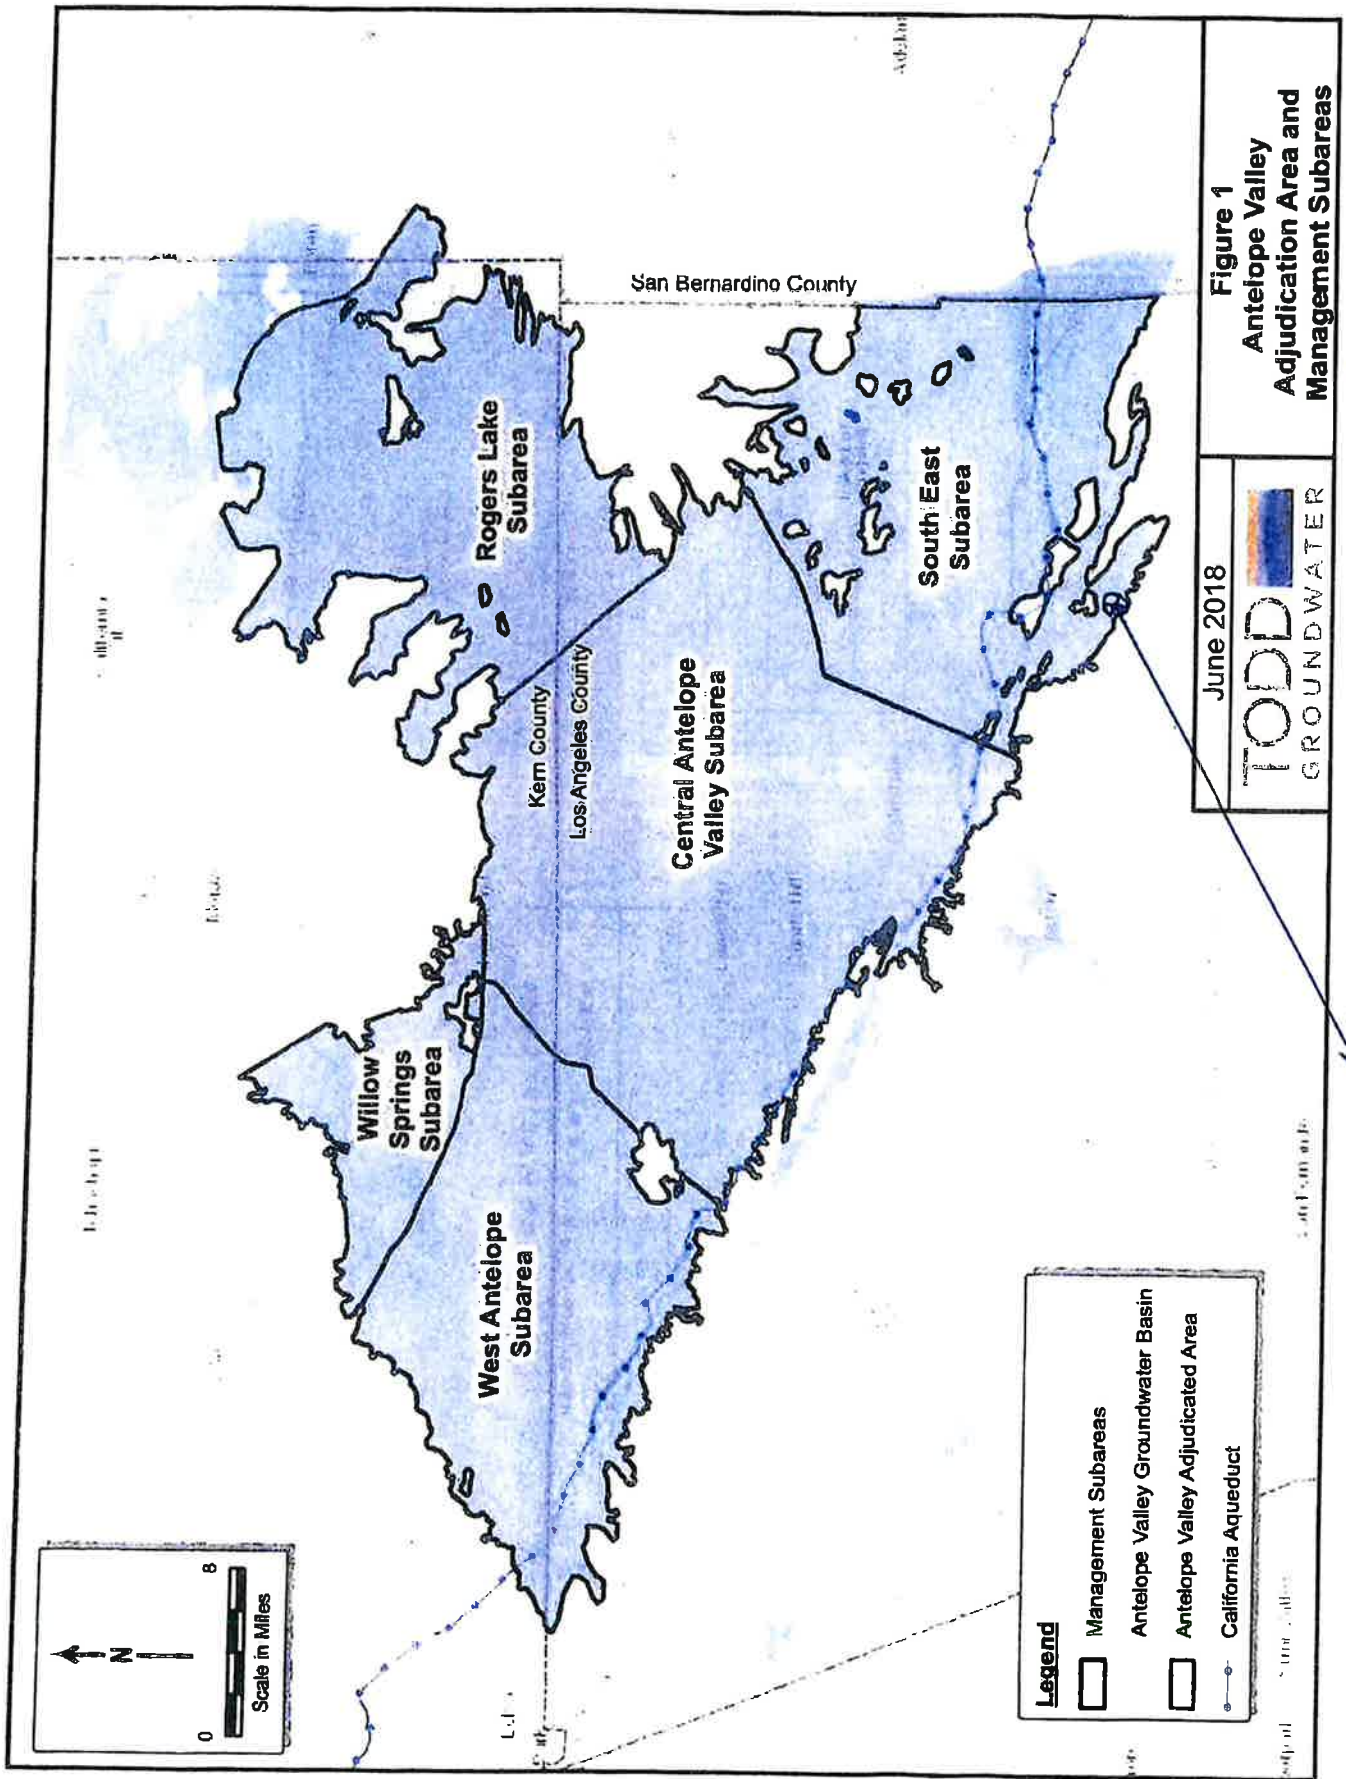 Willow
Springs
Subarea
Rogers Lake
Subarea
West Antelope
Subarea
Kern County
Los Angeles County
San Bernardino County
Central Antelope
Valley Subarea
South East
Subarea
N
0
8
Scale in Miles
Legend
Management Subareas
Antelope Valley Groundwater Basin
Antelope Valley Adjudicated Area
California Aqueduct
June 2018
TODD
GROUNDWATER
Figure 1
Antelope Valley
Adjudication Area and
Management Subareas